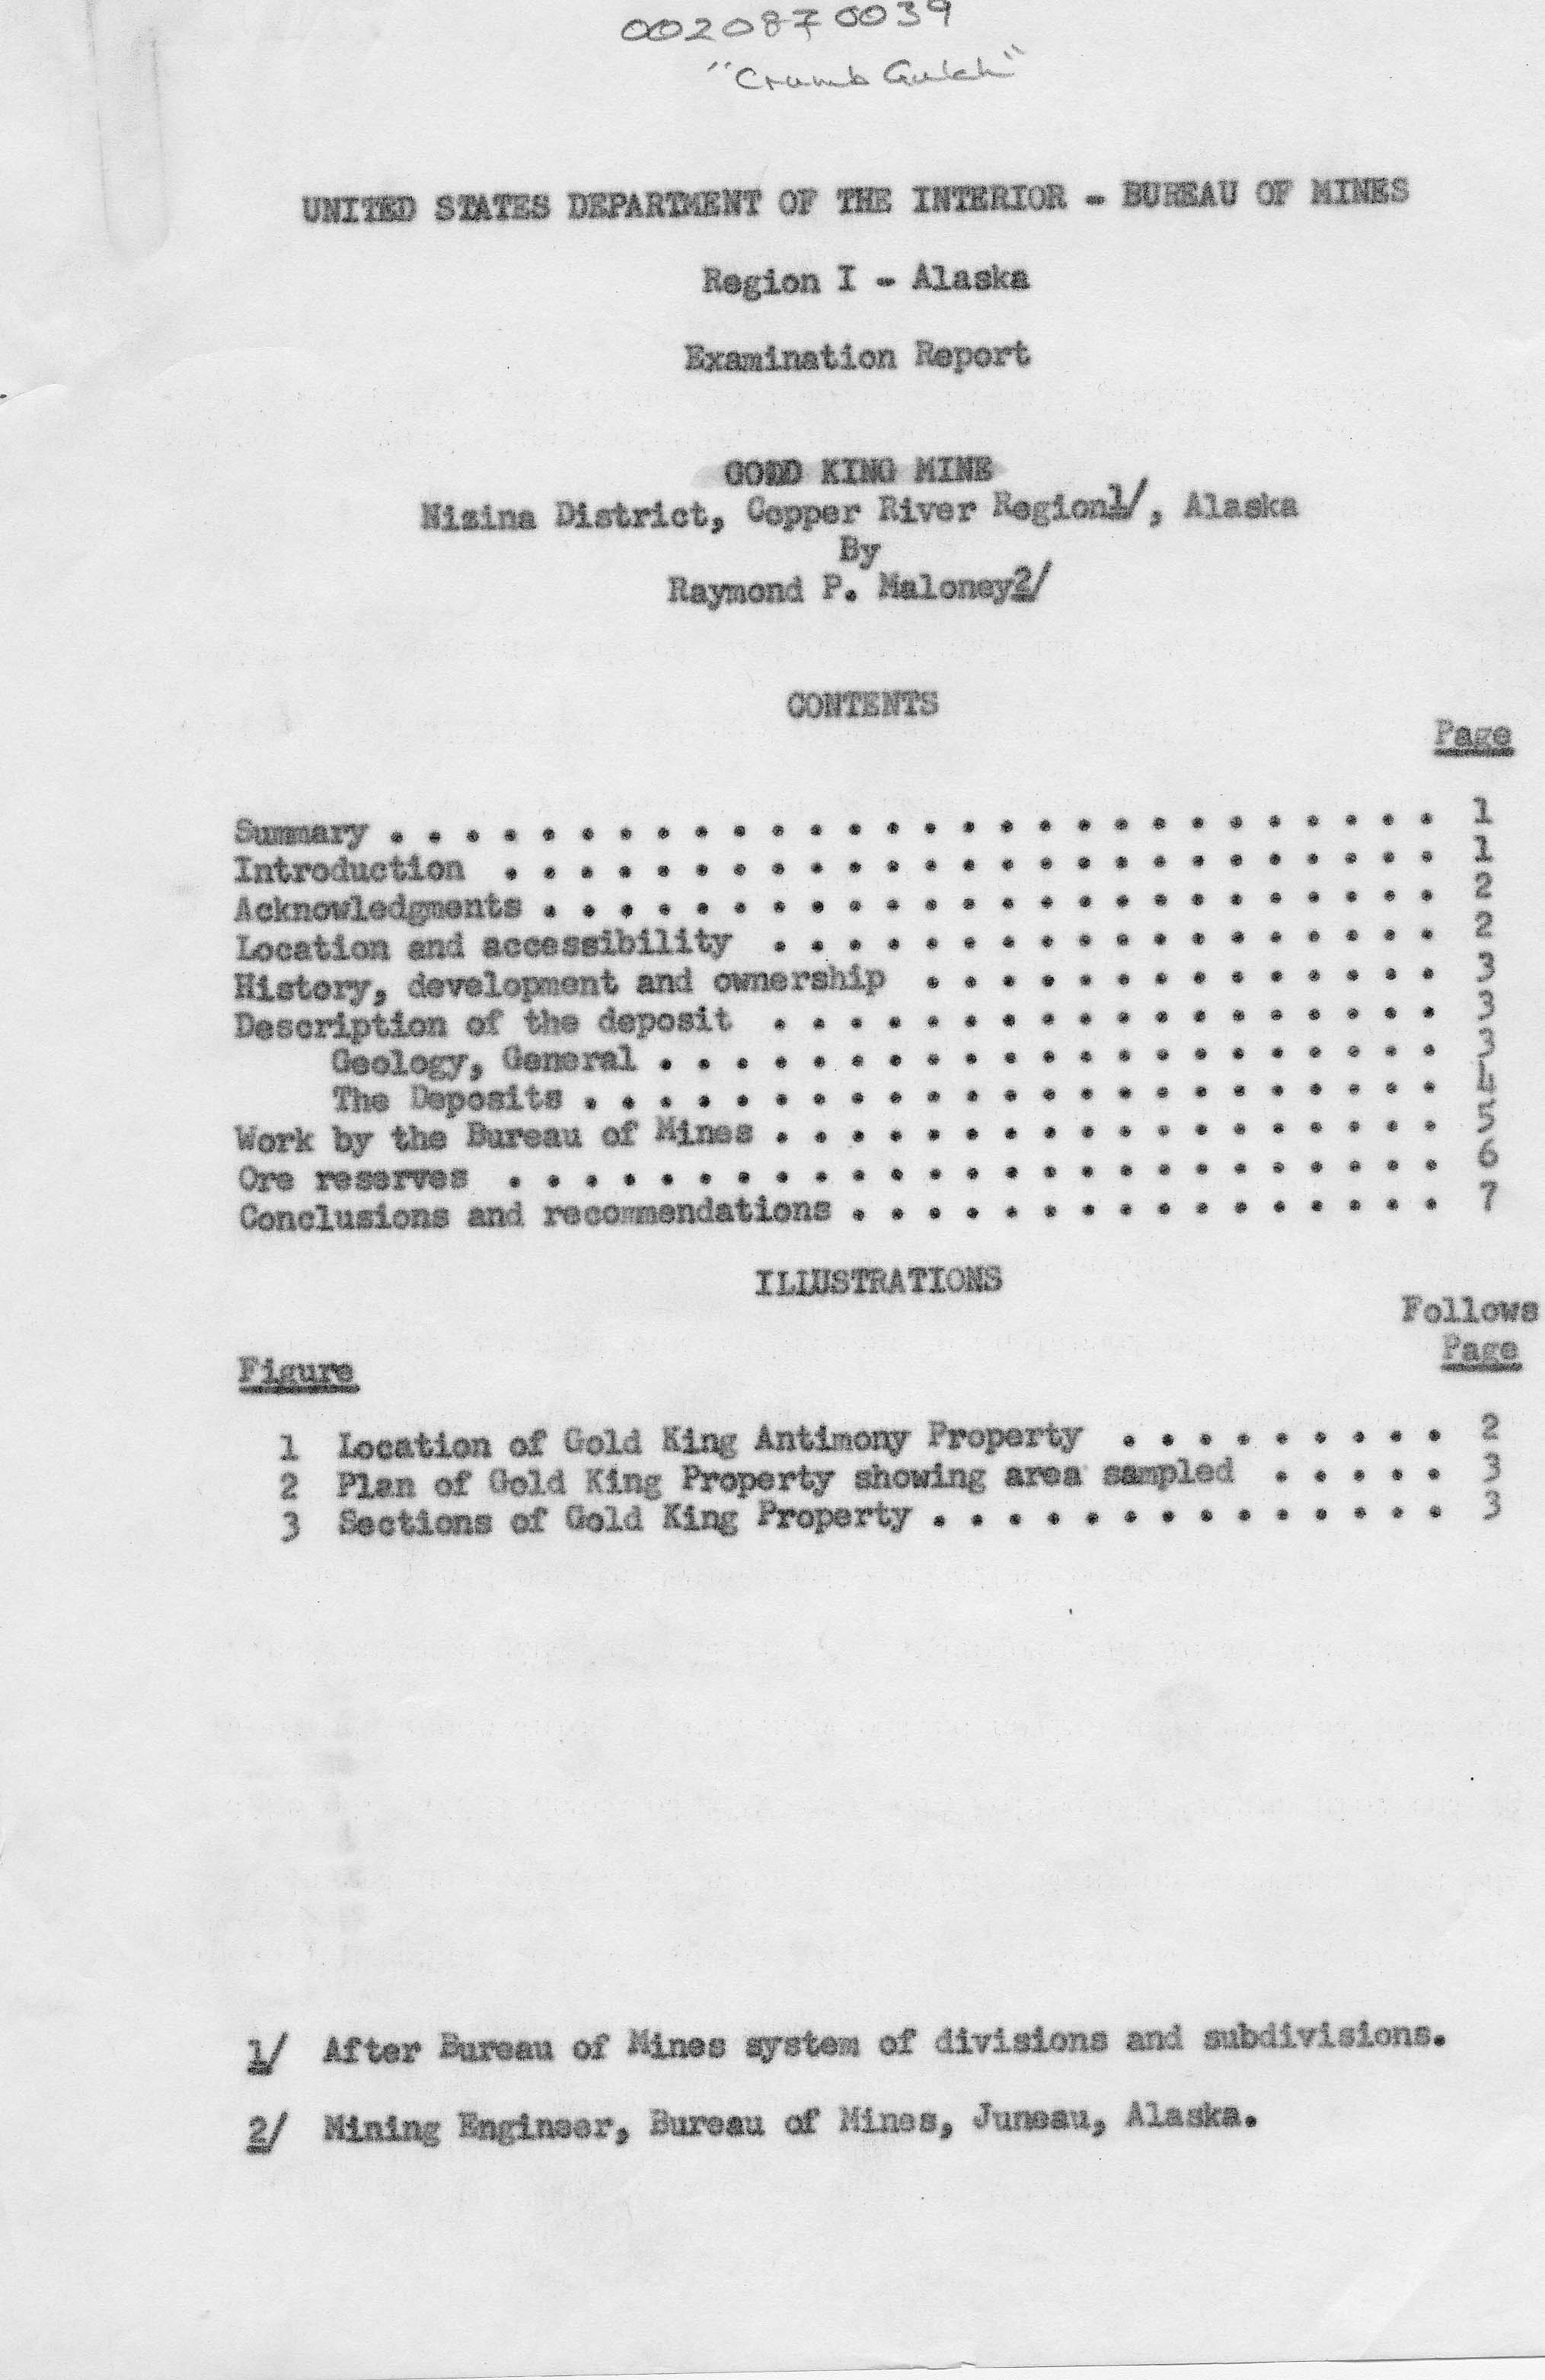 0020870039
"Crumb Gulch"
UNITED STATES DEPARTMENT OF THE INTERIOR - BUREAU OF MINES
Region I - Alaska
Examination Report
GOLD KING MINE
Nizina District, Copper River Region1/, Alaska
By
Raymond P. Maloney2/
CONTENTS
Page
Summary . . . . . . . . . . . . . . . . . . . . . . . . . . . . 1
Introduction . . . . . . . . . . . . . . . . . . . . . . . . . 1
Acknowledgments . . . . . . . . . . . . . . . . . . . . . . . . 2
Location and accessibility . . . . . . . . . . . . . . . . . . 2
History, development and ownership . . . . . . . . . . . . . . 3
Description of the deposit . . . . . . . . . . . . . . . . . . 3
Geology, General . . . . . . . . . . . . . . . . . . . . . 3
The Deposits . . . . . . . . . . . . . . . . . . . . . . . 4
Work by the Bureau of Mines . . . . . . . . . . . . . . . . . . 5
Ore reserves . . . . . . . . . . . . . . . . . . . . . . . . . 6
Conclusions and recommendations . . . . . . . . . . . . . . . . 7
ILLUSTRATIONS
Follows
Page
Figure
1 Location of Gold King Antimony Property . . . . . . . . . 2
2 Plan of Gold King Property showing area sampled . . . . . 3
3 Sections of Gold King Property . . . . . . . . . . . . . . 3
1/ After Bureau of Mines system of divisions and subdivisions.
2/ Mining Engineer, Bureau of Mines, Juneau, Alaska.